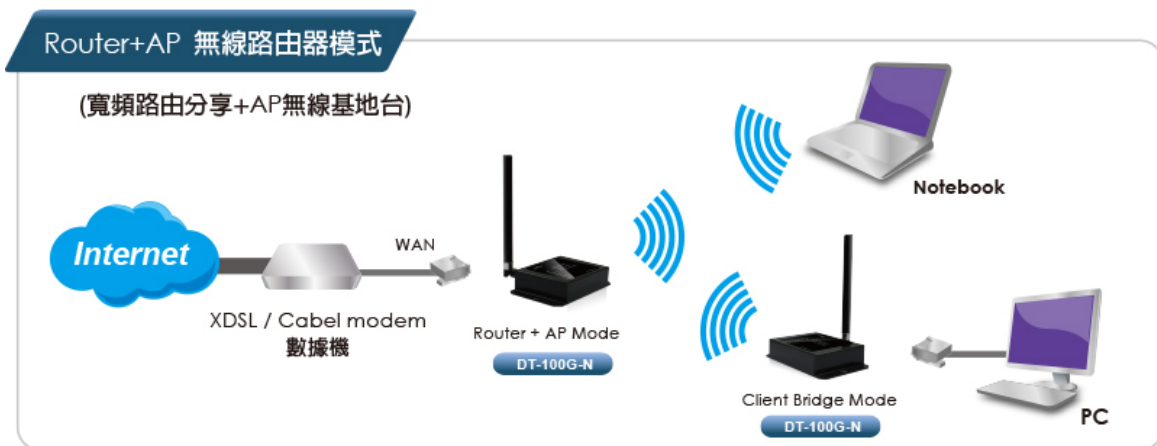 Router+AP 無線路由器模式
(寬頻路由分享+AP無線基地台)
Notebook
Internet
WAN
XDSL / Cabel modem
數據機
Router + AP Mode
DT-100G-N
Client Bridge Mode
DT-100G-N
PC